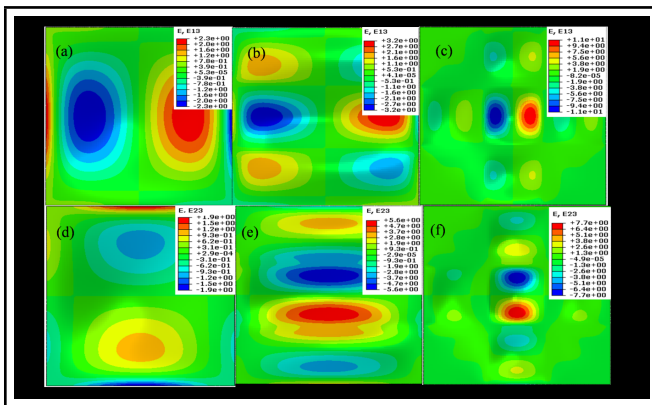 (a)
E, E13
+2.3e+00
+2.0e+00
+1.6e+00
+1.2e+00
+7.8e-01
+3.9e-01
+5.3e-05
-3.9e-01
-7.8e-01
-1.2e+00
-1.6e+00
-2.0e+00
-2.3e+00
(b)
E, E13
+3.2e+00
+2.7e+00
+2.1e+00
+1.6e+00
+1.1e+00
+5.3e-01
+4.1e-05
-5.3e-01
-1.1e+00
-1.6e+00
-2.1e+00
-2.7e+00
-3.2e+00
(c)
E, E13
+1.1e+01
+9.4e+00
+7.5e+00
+5.6e+00
+3.8e+00
+1.9e+00
-8.2e-05
-1.9e+00
-3.8e+00
-5.6e+00
-7.5e+00
-9.4e+00
-1.1e+01
(d)
E, E23
+1.9e+00
+1.5e+00
+1.2e+00
+9.3e-01
+6.2e-01
+3.1e-01
+2.9e-04
-3.1e-01
-6.2e-01
-9.3e-01
-1.2e+00
-1.5e+00
-1.9e+00
(e)
E, E23
+5.6e+00
+4.7e+00
+3.7e+00
+2.8e+00
+1.9e+00
+9.3e-01
-9.3e-01
-1.9e+00
-2.8e+00
-3.7e+00
-4.7e+00
-5.6e+00
(f)
E, E23
+7.7e+00
+6.4e+00
+5.1e+00
+3.8e+00
+2.6e+00
+1.3e+00
-4.9e-05
-1.3e+00
-2.6e+00
-3.8e+00
-5.1e+00
-6.4e+00
-7.7e+00